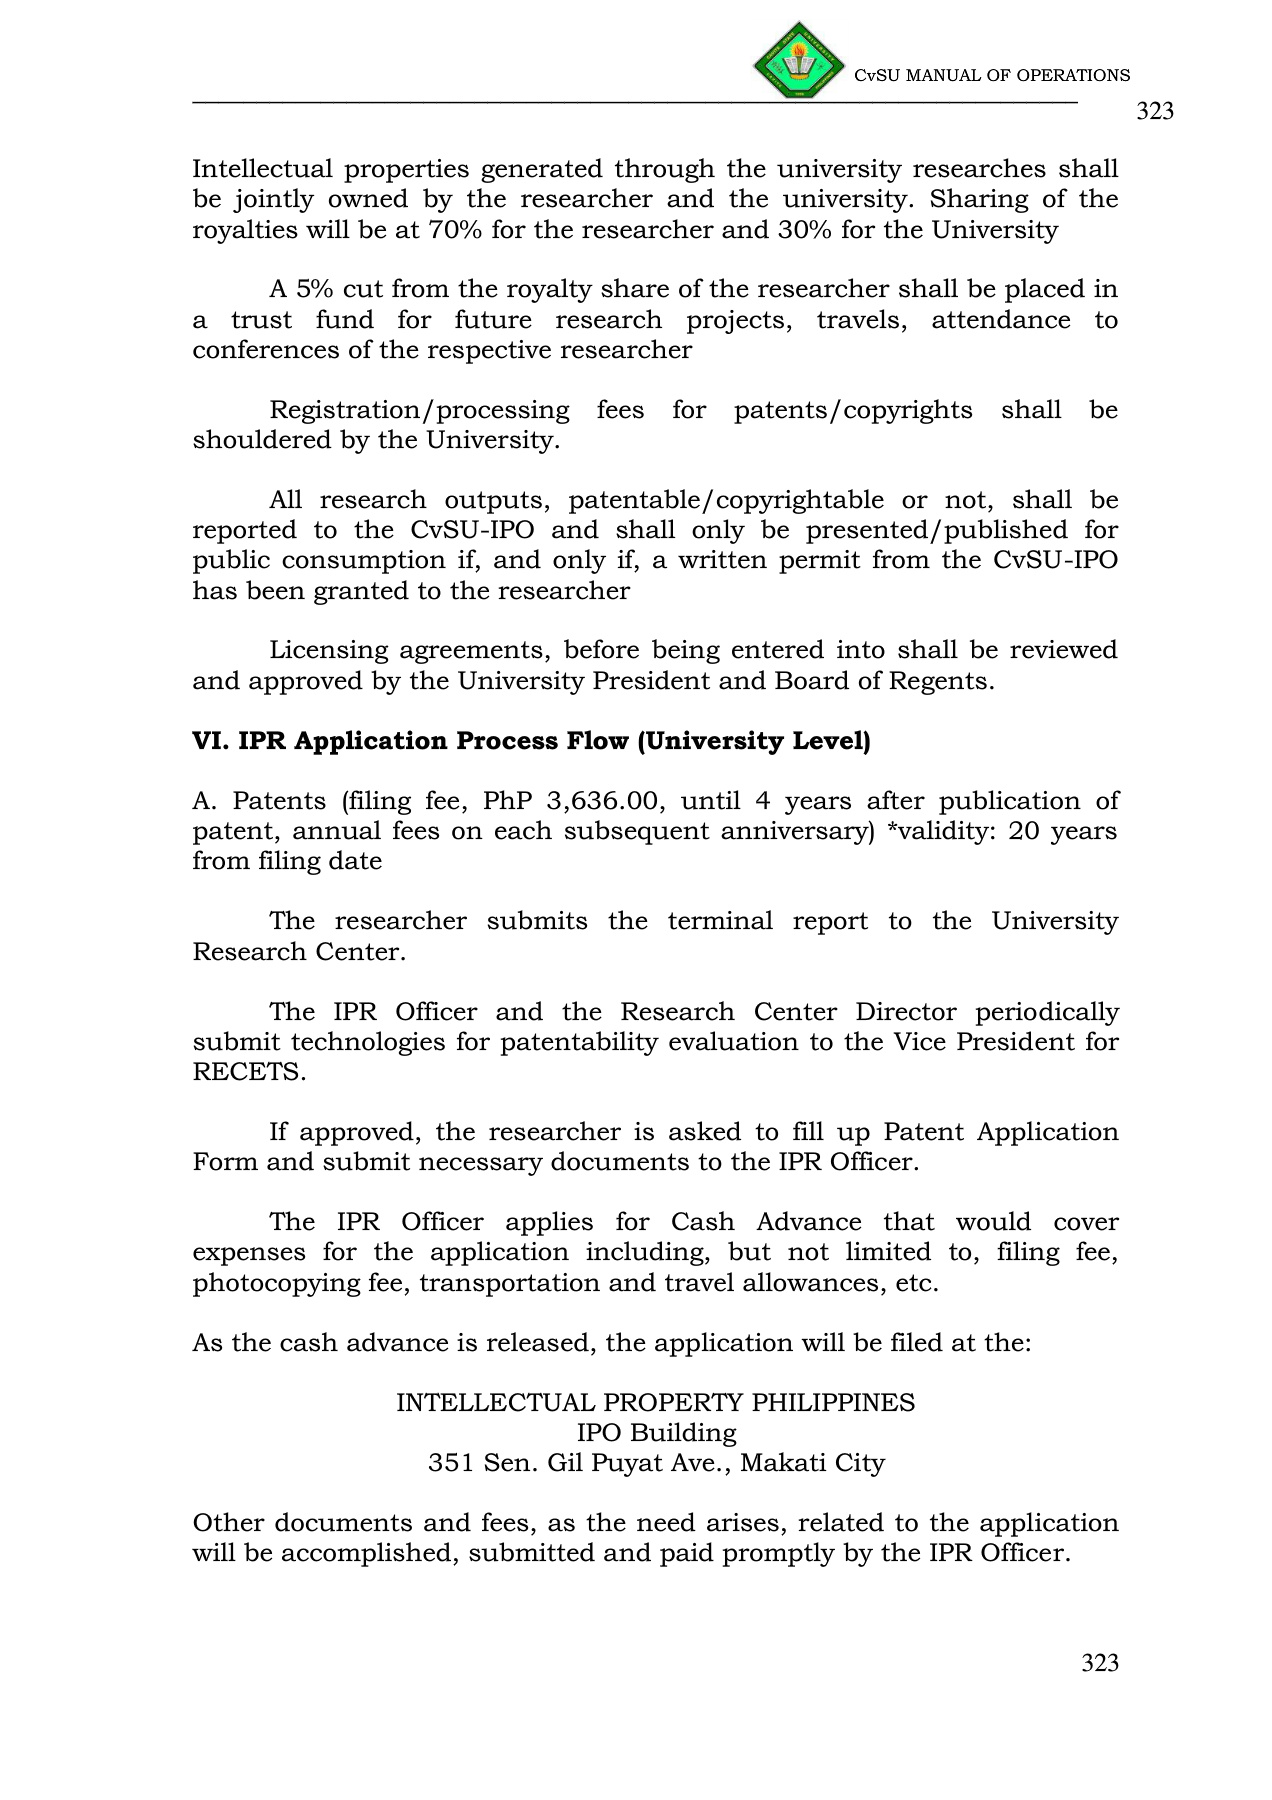 CvSU MANUAL OF OPERATIONS
323
Intellectual properties generated through the university researches shall
be jointly owned by the researcher and the university. Sharing of the
royalties will be at 70% for the researcher and 30% for the University
A 5% cut from the royalty share of the researcher shall be placed in
a trust fund for future research projects, travels, attendance to
conferences of the respective researcher
Registration/processing fees for patents/copyrights shall be
shouldered by the University.
All research outputs, patentable/copyrightable or not, shall be
reported to the CvSU-IPO and shall only be presented/published for
public consumption if, and only if, a written permit from the CvSU-IPO
has been granted to the researcher
Licensing agreements, before being entered into shall be reviewed
and approved by the University President and Board of Regents.
VI. IPR Application Process Flow (University Level)
A. Patents (filing fee, PhP 3,636.00, until 4 years after publication of
patent, annual fees on each subsequent anniversary) *validity: 20 years
from filing date
The researcher submits the terminal report to the University
Research Center.
The IPR Officer and the Research Center Director periodically
submit technologies for patentability evaluation to the Vice President for
RECETS.
If approved, the researcher is asked to fill up Patent Application
Form and submit necessary documents to the IPR Officer.
The IPR Officer applies for Cash Advance that would cover
expenses for the application including, but not limited to, filing fee,
photocopying fee, transportation and travel allowances, etc.
As the cash advance is released, the application will be filed at the:
INTELLECTUAL PROPERTY PHILIPPINES
IPO Building
351 Sen. Gil Puyat Ave., Makati City
Other documents and fees, as the need arises, related to the application
will be accomplished, submitted and paid promptly by the IPR Officer.
323